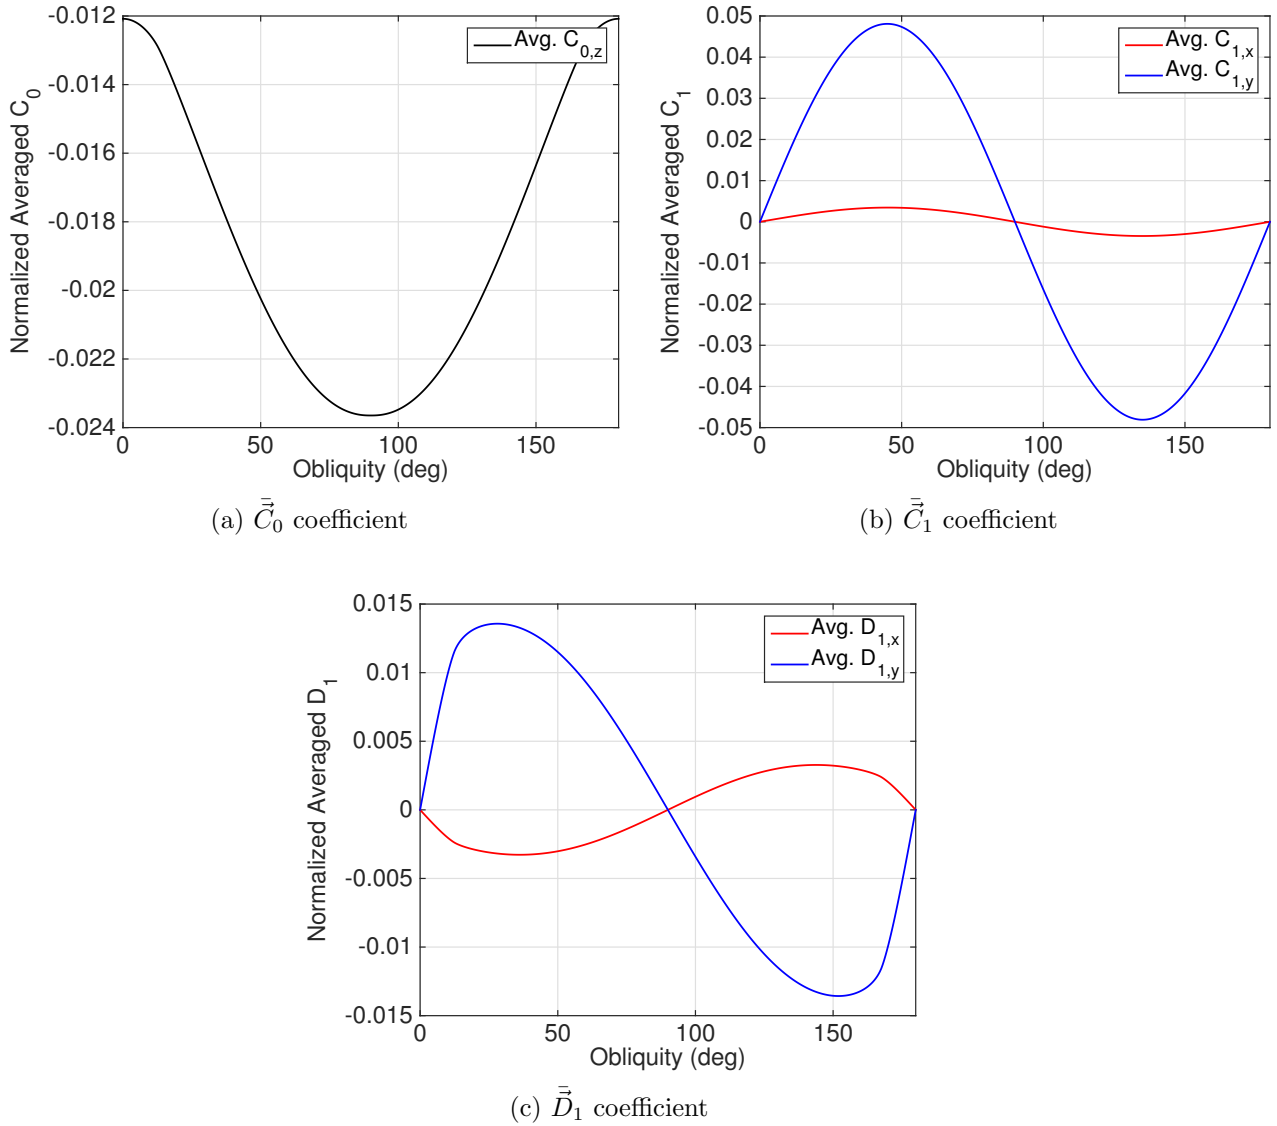 -0.012
-0.014
-0.016
-0.018
-0.02
-0.022
-0.024
0 50 100 150
Normalized Averaged C0
Obliquity (deg)
Avg. C0,z
(a) C̄⃗0 coefficient
0.05
0.04
0.03
0.02
0.01
0
-0.01
-0.02
-0.03
-0.04
-0.05
0 50 100 150
Normalized Averaged C1
Obliquity (deg)
Avg. C1,x
Avg. C1,y
(b) C̄⃗1 coefficient
0.015
0.01
0.005
0
-0.005
-0.01
-0.015
0 50 100 150
Normalized Averaged D1
Obliquity (deg)
Avg. D1,x
Avg. D1,y
(c) D̄⃗1 coefficient